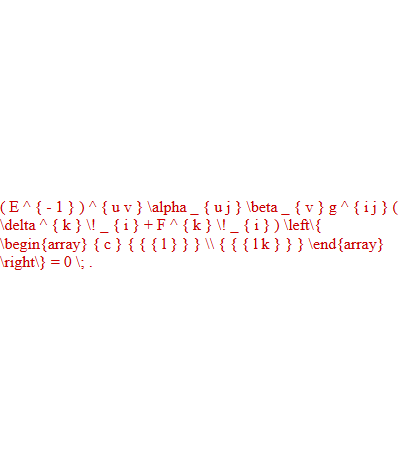 ( E ^ { - 1 } ) ^ { u v } \alpha _ { u j } \beta _ { v } g ^ { i j } (
\delta ^ { k } \! _ { i } + F ^ { k } \! _ { i } ) \left\{
\begin{array} { c } { { { 1 } } } \\ { { { 1 k } } } \end{array}
\right\} = 0 \; .